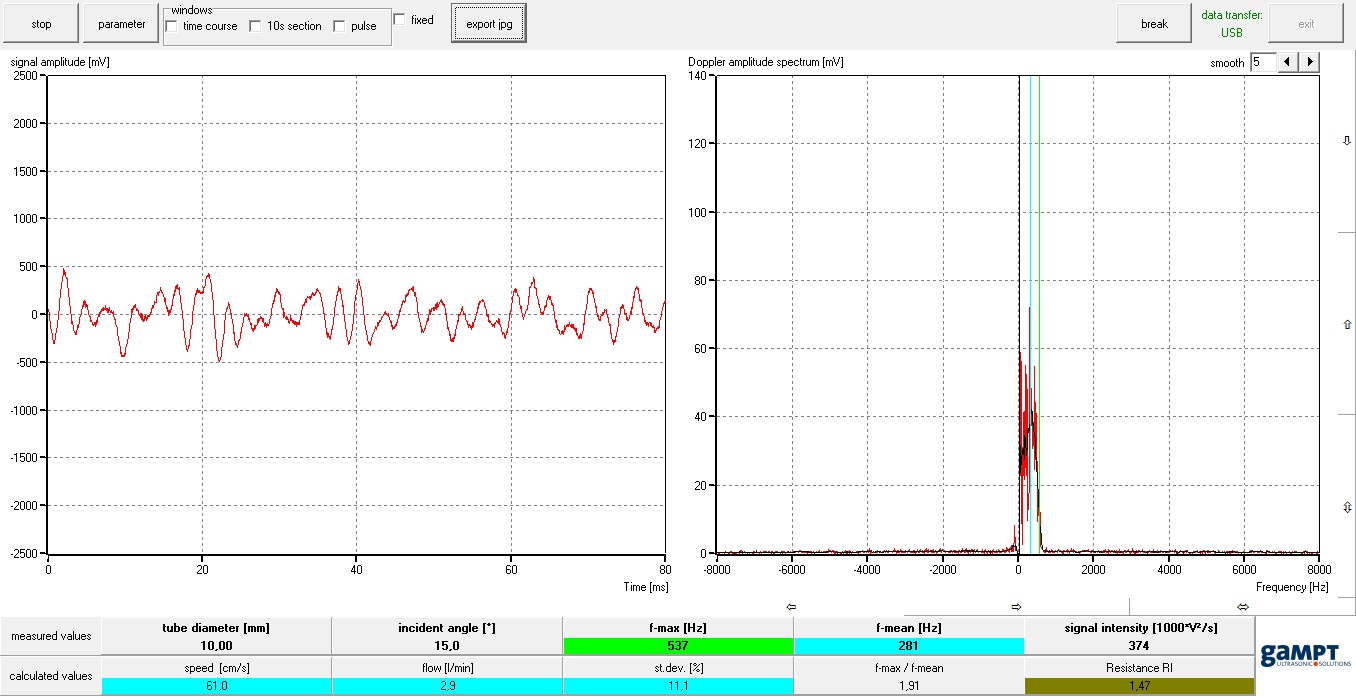 stop
parameter
windows
time course
10s section
pulse
fixed
export jpg
break
data transfer:
USB
exit
signal amplitude [mV]
2500
2000
1500
1000
500
0
-500
-1000
-1500
-2000
-2500
0 20 40 60 80
Time [ms]
Doppler amplitude spectrum [mV]
smooth 5
140
120
100
80
60
40
20
0
-8000 -6000 -4000 -2000 0 2000 4000 6000 8000
Frequency [Hz]
measured values
tube diameter [mm] incident angle [°] f-max [Hz] f-mean [Hz] signal intensity [1000*V²/s]
10,00 15,0 537 281 374
calculated values
speed [cm/s] flow [l/min] st.dev. [%] f-max / f-mean Resistance RI
61,0 2,9 11,1 1,91 1,47
gAMPT
ULTRASONIC SOLUTIONS